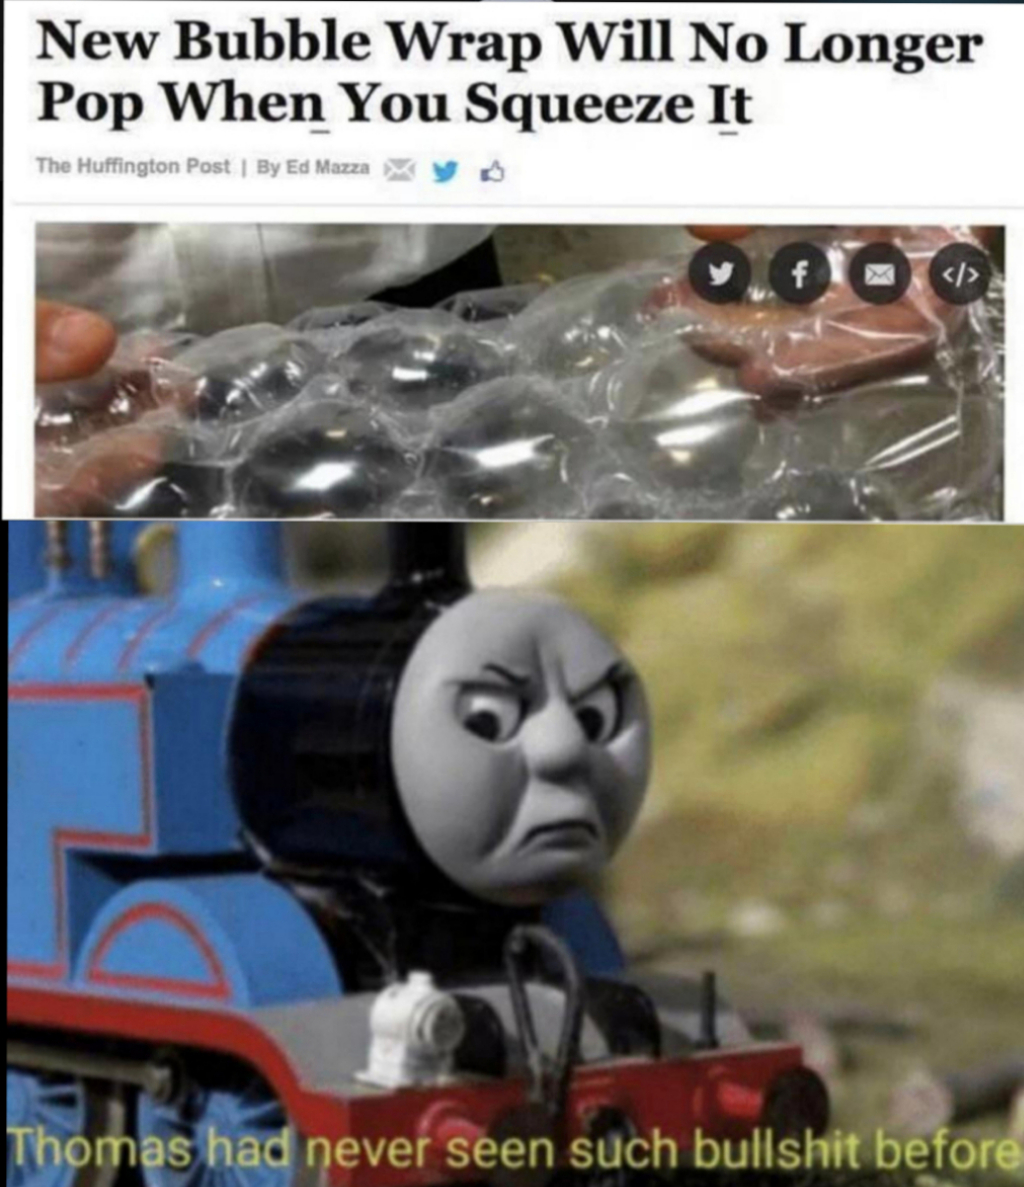 New Bubble Wrap Will No Longer
Pop When You Squeeze It
The Huffington Post | By Ed Mazza
f
</>
Thomas had never seen such bullshit before